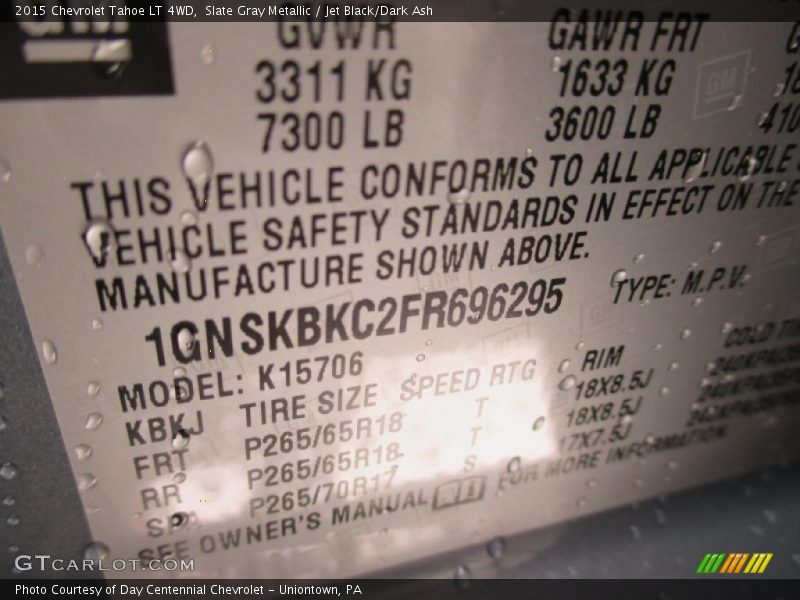 2015 Chevrolet Tahoe LT 4WD, Slate Gray Metallic / Jet Black/Dark Ash
GM
GVWR GAWR FRT
3311 KG 1633 KG
7300 LB 3600 LB
THIS VEHICLE CONFORMS TO ALL APPLICABLE
VEHICLE SAFETY STANDARDS IN EFFECT ON THE
MANUFACTURE SHOWN ABOVE.
1GNSKBKC2FR696295 TYPE: M.P.V.
MODEL: K15706
KBKJ TIRE SIZE SPEED RTG RIM COLD
FRT P265/65R18 T 18X8.5J
RR P265/65R18 T 18X8.5J
SPA P265/70R17 S 17X7.5J
SEE OWNER'S MANUAL FOR MORE INFORMATION.
GTCARLOT.COM
Photo Courtesy of Day Centennial Chevrolet - Uniontown, PA